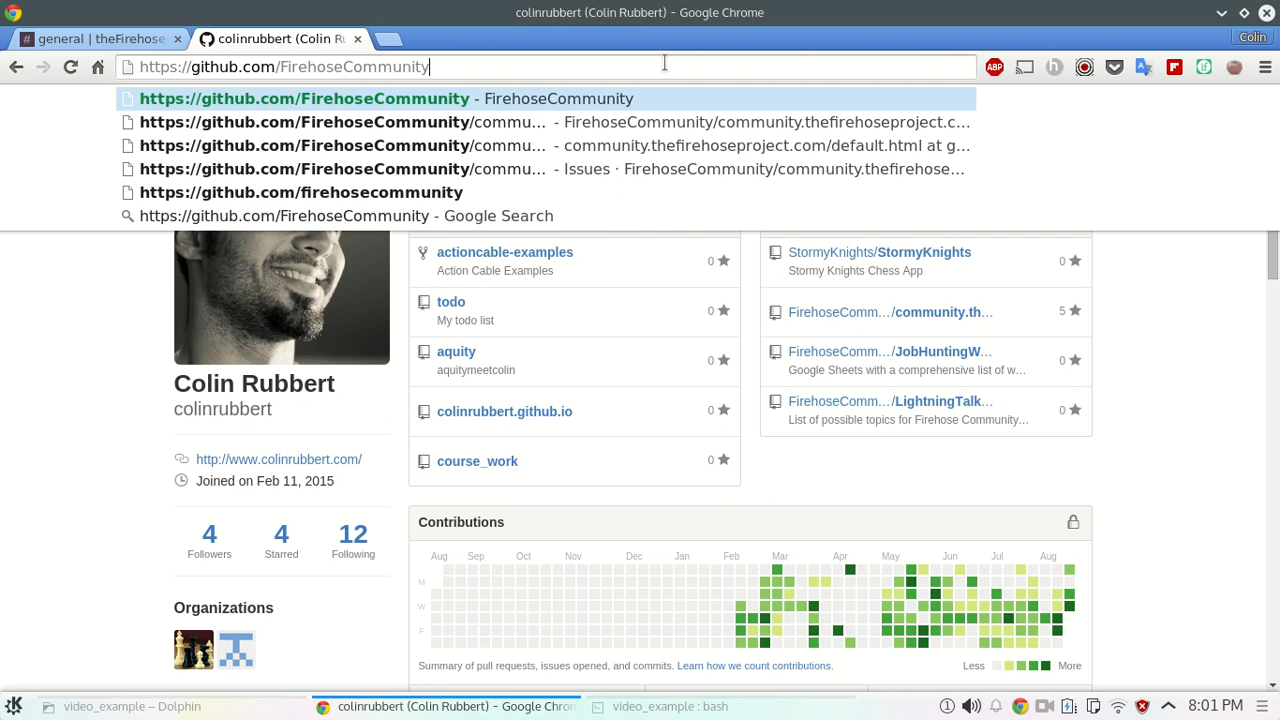 colinrubbert (Colin Rubbert) – Google Chrome
general | theFirehose
colinrubbert (Colin Ru
Colin
https://github.com/FirehoseCommunity
ABP
https://github.com/FirehoseCommunity - FirehoseCommunity
https://github.com/FirehoseCommunity/commu... - FirehoseCommunity/community.thefirehoseproject.c...
https://github.com/FirehoseCommunity/commu... - community.thefirehoseproject.com/default.html at g...
https://github.com/FirehoseCommunity/commu... - Issues · FirehoseCommunity/community.thefirehose...
https://github.com/firehosecommunity
https://github.com/FirehoseCommunity - Google Search
actioncable-examples 0
Action Cable Examples
todo 0
My todo list
aquity 0
aquitymeetcolin
colinrubbert.github.io 0
course_work 0
StormyKnights/StormyKnights 0
Stormy Knights Chess App
FirehoseComm…/community.th… 5
FirehoseComm…/JobHuntingW… 0
Google Sheets with a comprehensive list of w…
FirehoseComm…/LightningTalk… 0
List of possible topics for Firehose Community…
Colin Rubbert
colinrubbert
http://www.colinrubbert.com/
Joined on Feb 11, 2015
4 4 12
Followers Starred Following
Organizations
Contributions
Aug Sep Oct Nov Dec Jan Feb Mar Apr May Jun Jul Aug
M
W
F
Summary of pull requests, issues opened, and commits. Learn how we count contributions. Less More
video_example – Dolphin
colinrubbert (Colin Rubbert) – Google Chrom
video_example : bash
1
8:01 PM